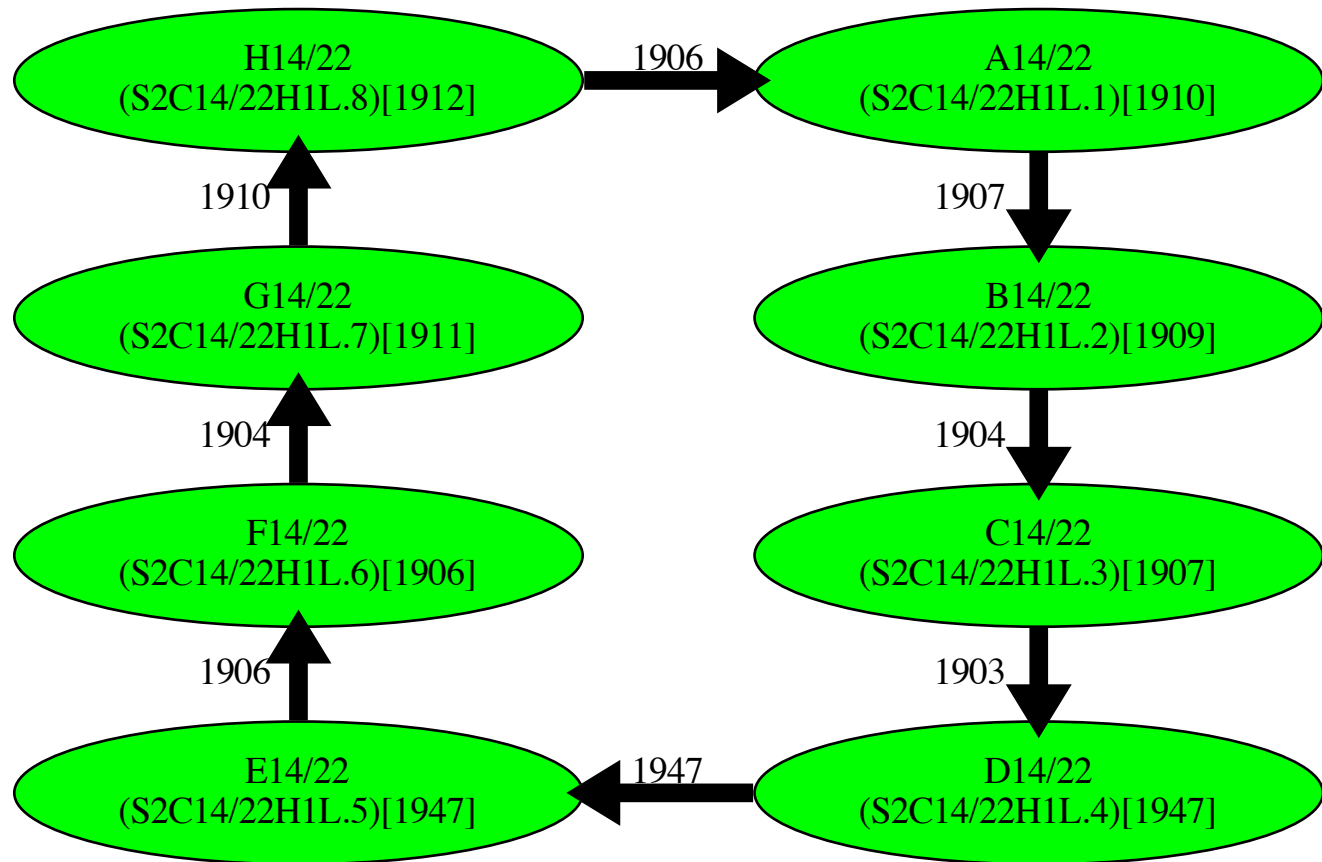 H14/22
(S2C14/22H1L.8)[1912]
1906
A14/22
(S2C14/22H1L.1)[1910]
1910
1907
G14/22
(S2C14/22H1L.7)[1911]
B14/22
(S2C14/22H1L.2)[1909]
1904
1904
F14/22
(S2C14/22H1L.6)[1906]
C14/22
(S2C14/22H1L.3)[1907]
1906
1903
E14/22
(S2C14/22H1L.5)[1947]
1947
D14/22
(S2C14/22H1L.4)[1947]